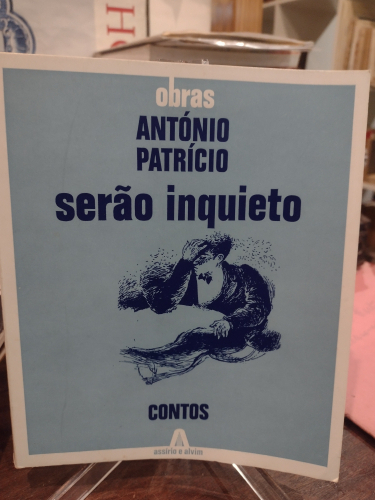 obras
ANTÓNIO
PATRÍCIO
serão inquieto
CONTOS
A
assírio e alvim